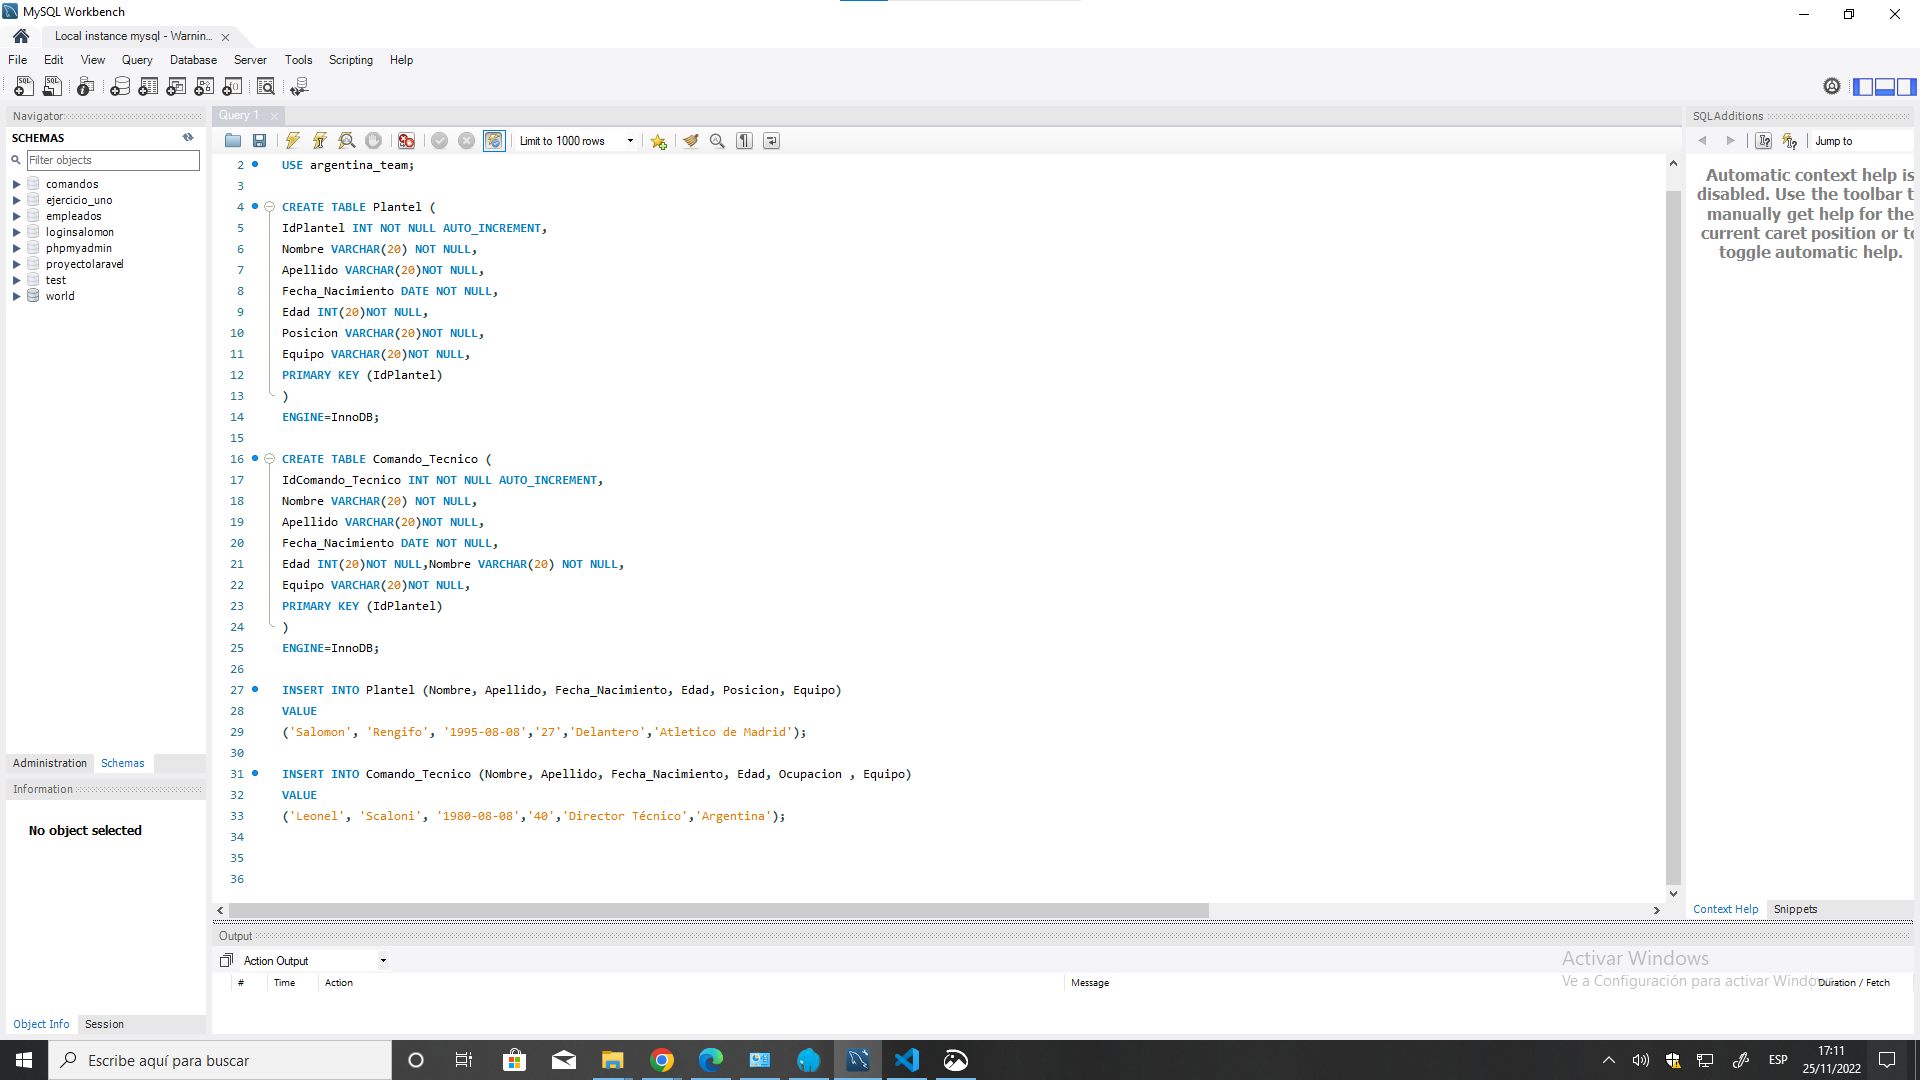 MySQL Workbench
Local instance mysql - Warnin...
File Edit View Query Database Server Tools Scripting Help
Navigator
SCHEMAS
Filter objects
comandos
ejercicio_uno
empleados
loginsalomon
phpmyadmin
proyectolaravel
test
world
Administration Schemas
Information
No object selected
Object Info Session
Query 1
Limit to 1000 rows
2 USE argentina_team;
3
4 CREATE TABLE Plantel (
5 IdPlantel INT NOT NULL AUTO_INCREMENT,
6 Nombre VARCHAR(20) NOT NULL,
7 Apellido VARCHAR(20)NOT NULL,
8 Fecha_Nacimiento DATE NOT NULL,
9 Edad INT(20)NOT NULL,
10 Posicion VARCHAR(20)NOT NULL,
11 Equipo VARCHAR(20)NOT NULL,
12 PRIMARY KEY (IdPlantel)
13 )
14 ENGINE=InnoDB;
15
16 CREATE TABLE Comando_Tecnico (
17 IdComando_Tecnico INT NOT NULL AUTO_INCREMENT,
18 Nombre VARCHAR(20) NOT NULL,
19 Apellido VARCHAR(20)NOT NULL,
20 Fecha_Nacimiento DATE NOT NULL,
21 Edad INT(20)NOT NULL,Nombre VARCHAR(20) NOT NULL,
22 Equipo VARCHAR(20)NOT NULL,
23 PRIMARY KEY (IdPlantel)
24 )
25 ENGINE=InnoDB;
26
27 INSERT INTO Plantel (Nombre, Apellido, Fecha_Nacimiento, Edad, Posicion, Equipo)
28 VALUE
29 ('Salomon', 'Rengifo', '1995-08-08','27','Delantero','Atletico de Madrid');
30
31 INSERT INTO Comando_Tecnico (Nombre, Apellido, Fecha_Nacimiento, Edad, Ocupacion , Equipo)
32 VALUE
33 ('Leonel', 'Scaloni', '1980-08-08','40','Director Técnico','Argentina');
34
35
36
SQLAdditions
Jump to
Automatic context help is
disabled. Use the toolbar t
manually get help for the
current caret position or to
toggle automatic help.
Context Help Snippets
Output
Action Output
# Time Action Message Duration / Fetch
Activar Windows
Ve a Configuración para activar Windo
Escribe aquí para buscar
ESP
17:11
25/11/2022